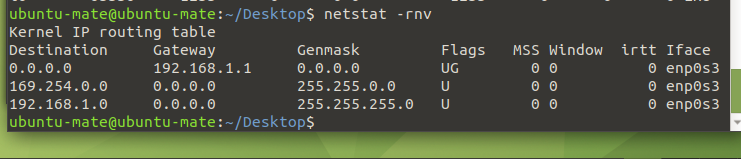 ubuntu-mate@ubuntu-mate:~/Desktop$ netstat -rnv
Kernel IP routing table
Destination     Gateway         Genmask         Flags   MSS Window  irtt Iface
0.0.0.0         192.168.1.1     0.0.0.0         UG        0 0          0 enp0s3
169.254.0.0     0.0.0.0         255.255.0.0     U         0 0          0 enp0s3
192.168.1.0     0.0.0.0         255.255.255.0   U         0 0          0 enp0s3
ubuntu-mate@ubuntu-mate:~/Desktop$